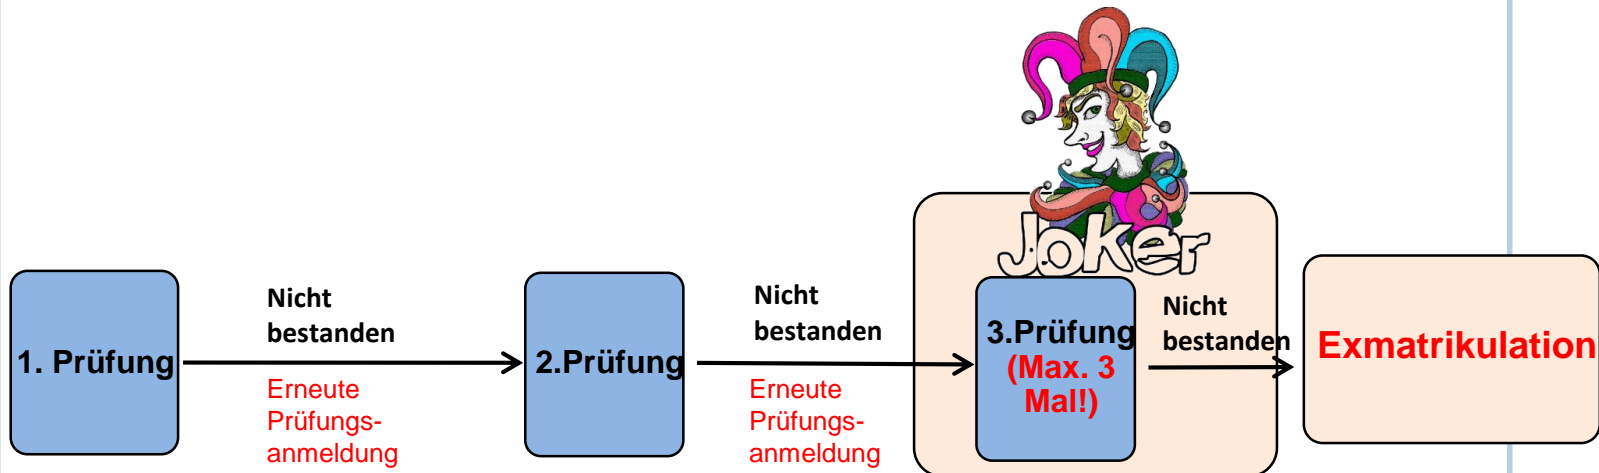 Joker
1. Prüfung
Nicht
bestanden
Erneute
Prüfungs-
anmeldung
2.Prüfung
Nicht
bestanden
Erneute
Prüfungs-
anmeldung
3.Prüfung
(Max. 3
Mal!)
Nicht
bestanden
Exmatrikulation